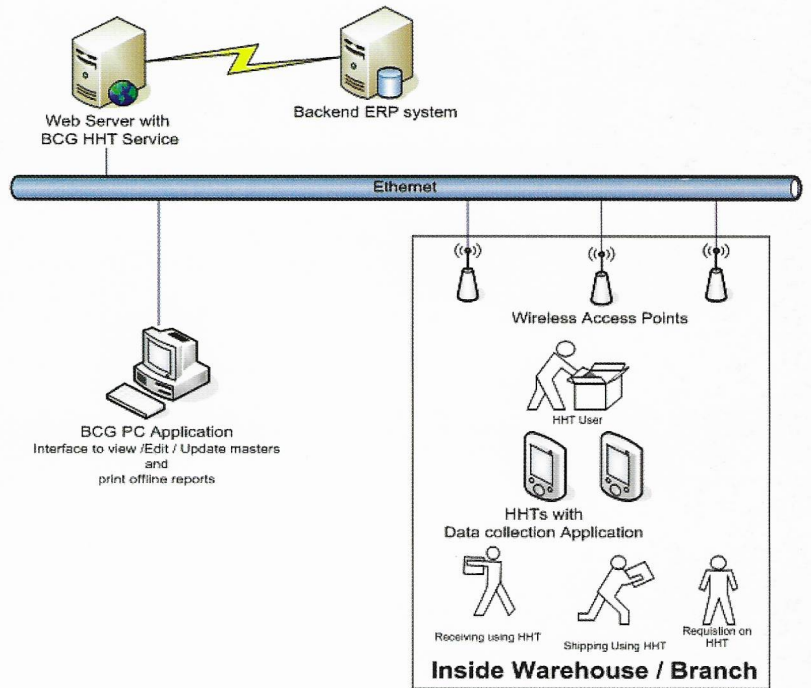 Web Server with
BCG HHT Service
Backend ERP system
Ethernet
Wireless Access Points
HHT User
BCG PC Application
Interface to view /Edit / Update masters
and
print offline reports
HHTs with
Data collection Application
Receiving using HHT
Shipping Using HHT
Requistion on
HHT
Inside Warehouse / Branch